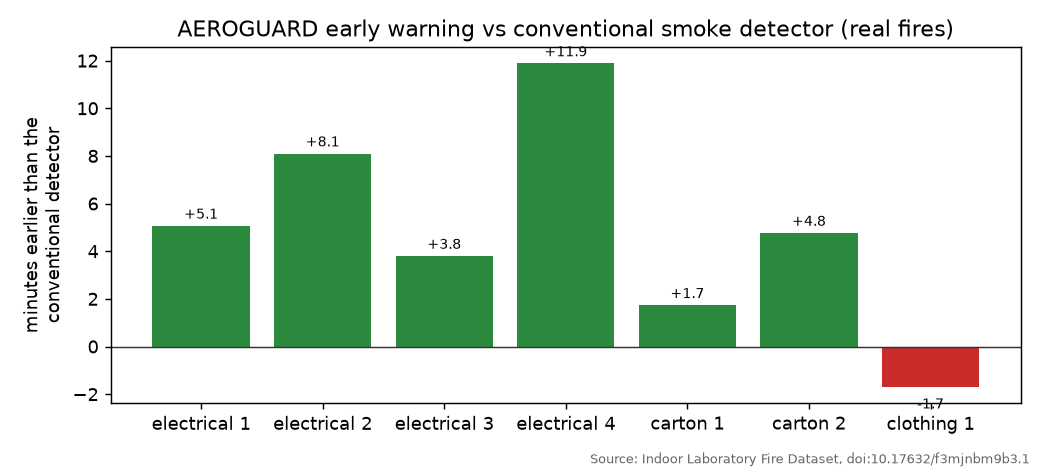 AEROGUARD early warning vs conventional smoke detector (real fires)
minutes earlier than the
conventional detector
12
10
8
6
4
2
0
−2
+5.1
+8.1
+3.8
+11.9
+1.7
+4.8
-1.7
electrical 1
electrical 2
electrical 3
electrical 4
carton 1
carton 2
clothing 1
Source: Indoor Laboratory Fire Dataset, doi:10.17632/f3mjnbm9b3.1